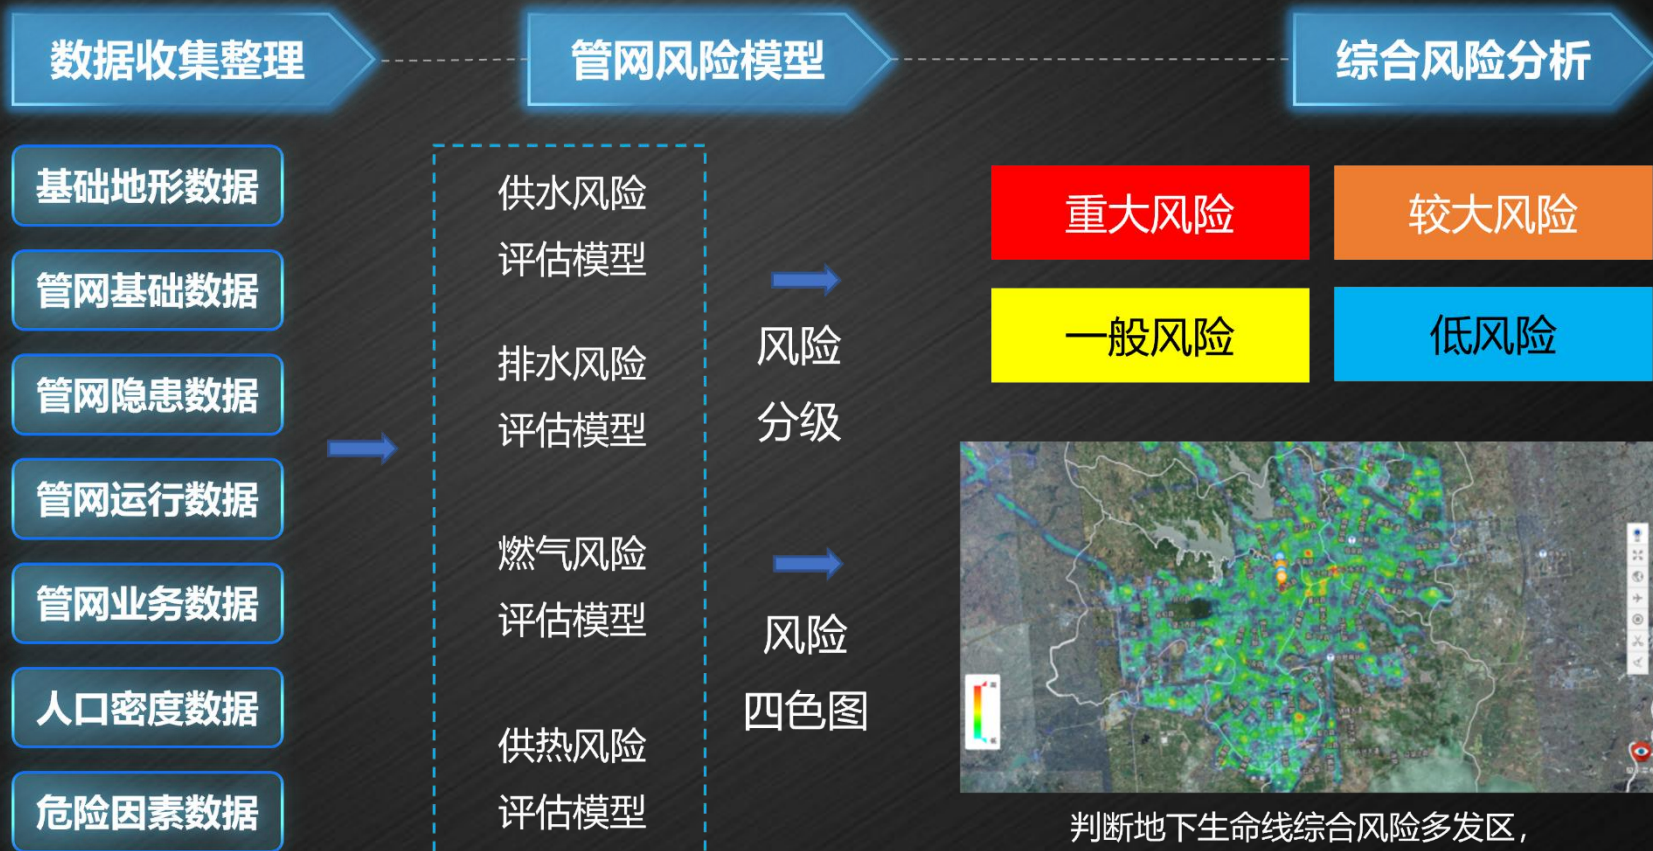 数据收集整理
管网风险模型
综合风险分析
基础地形数据
管网基础数据
管网隐患数据
管网运行数据
管网业务数据
人口密度数据
危险因素数据
供水风险
评估模型
排水风险
评估模型
燃气风险
评估模型
供热风险
评估模型
风险
分级
风险
四色图
重大风险
较大风险
一般风险
低风险
高
低
判断地下生命线综合风险多发区，